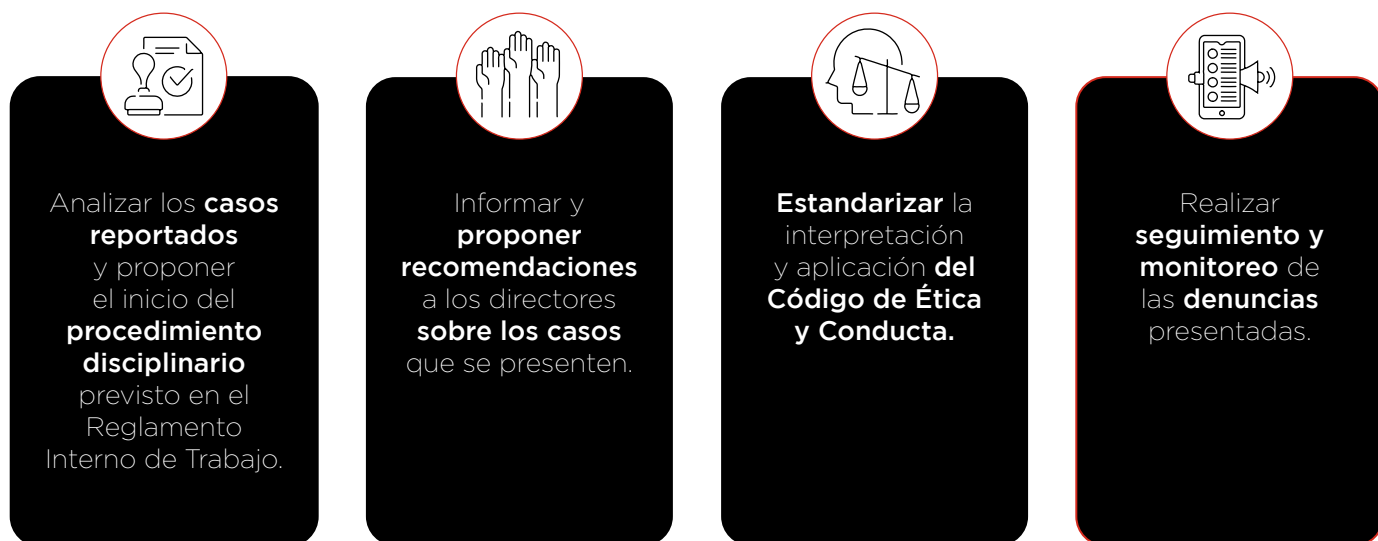 Analizar los casos
reportados
y proponer
el inicio del
procedimiento
disciplinario
previsto en el
Reglamento
Interno de Trabajo.
Informar y
proponer
recomendaciones
a los directores
sobre los casos
que se presenten.
Estandarizar la
interpretación
y aplicación del
Código de Ética
y Conducta.
Realizar
seguimiento y
monitoreo de
las denuncias
presentadas.